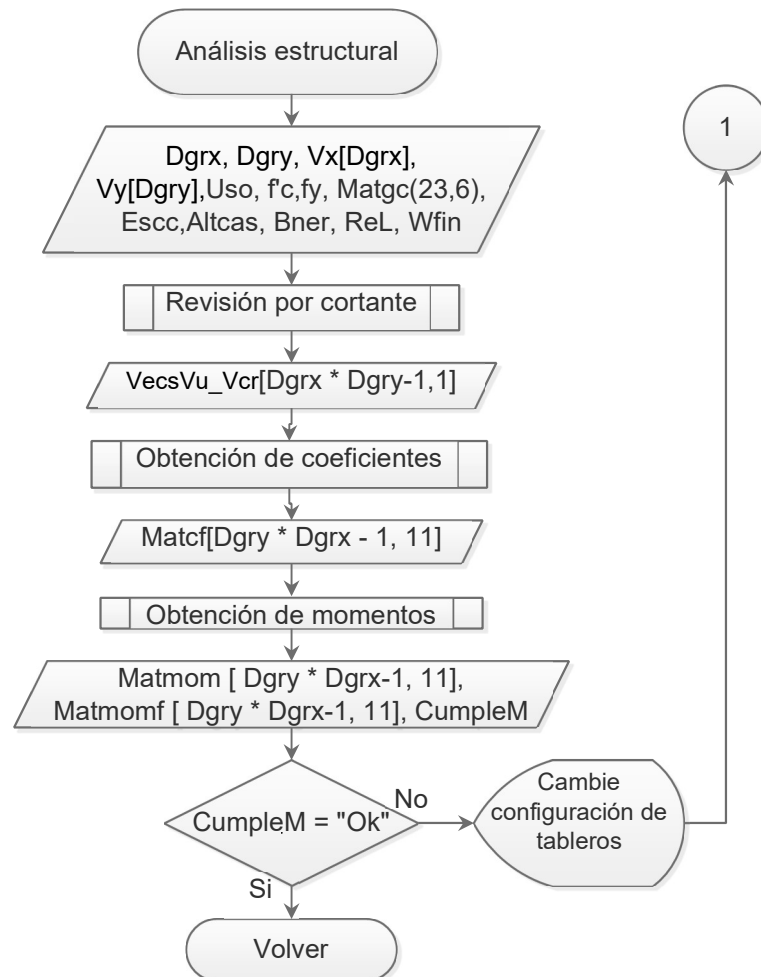 Análisis estructural
1
Dgrx, Dgry, Vx[Dgrx],
Vy[Dgry],Uso, f'c,fy, Matgc(23,6),
Escc,Altcas, Bner, ReL, Wfin
Revisión por cortante
VecsVu_Vcr[Dgrx * Dgry-1,1]
Obtención de coeficientes
Matcf[Dgry * Dgrx - 1, 11]
Obtención de momentos
Matmom [ Dgry * Dgrx-1, 11],
Matmomf [ Dgry * Dgrx-1, 11], CumpleM
CumpleM = "Ok"
No
Cambie
configuración de
tableros
Si
Volver